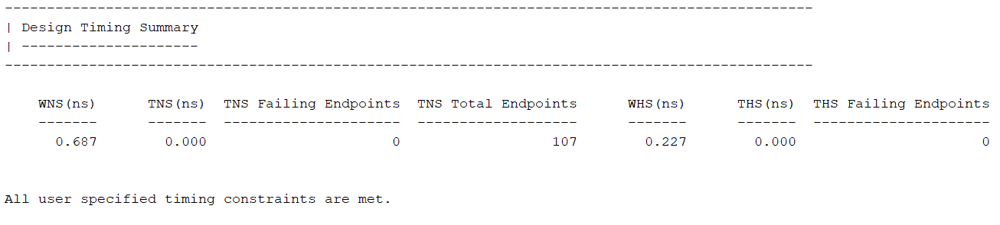 ------------------------------------------------------------------------------------------------
| Design Timing Summary
| ---------------------
------------------------------------------------------------------------------------------------
    WNS(ns)      TNS(ns)  TNS Failing Endpoints  TNS Total Endpoints      WHS(ns)      THS(ns)  THS Failing Endpoints
    -------      -------  ---------------------  -------------------      -------      -------  ---------------------
      0.687        0.000                      0                  107        0.227        0.000                      0
All user specified timing constraints are met.